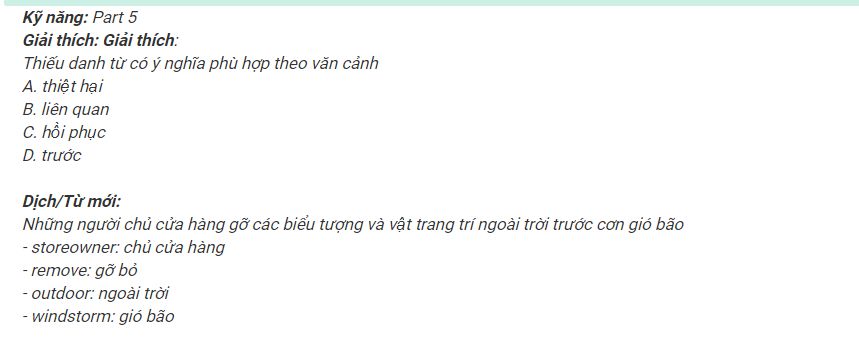 Kỹ năng: Part 5
Giải thích: Giải thích:
Thiếu danh từ có ý nghĩa phù hợp theo văn cảnh
A. thiệt hại
B. liên quan
C. hồi phục
D. trước
Dịch/Từ mới:
Những người chủ cửa hàng gỡ các biểu tượng và vật trang trí ngoài trời trước cơn gió bão
- storeowner: chủ cửa hàng
- remove: gỡ bỏ
- outdoor: ngoài trời
- windstorm: gió bão